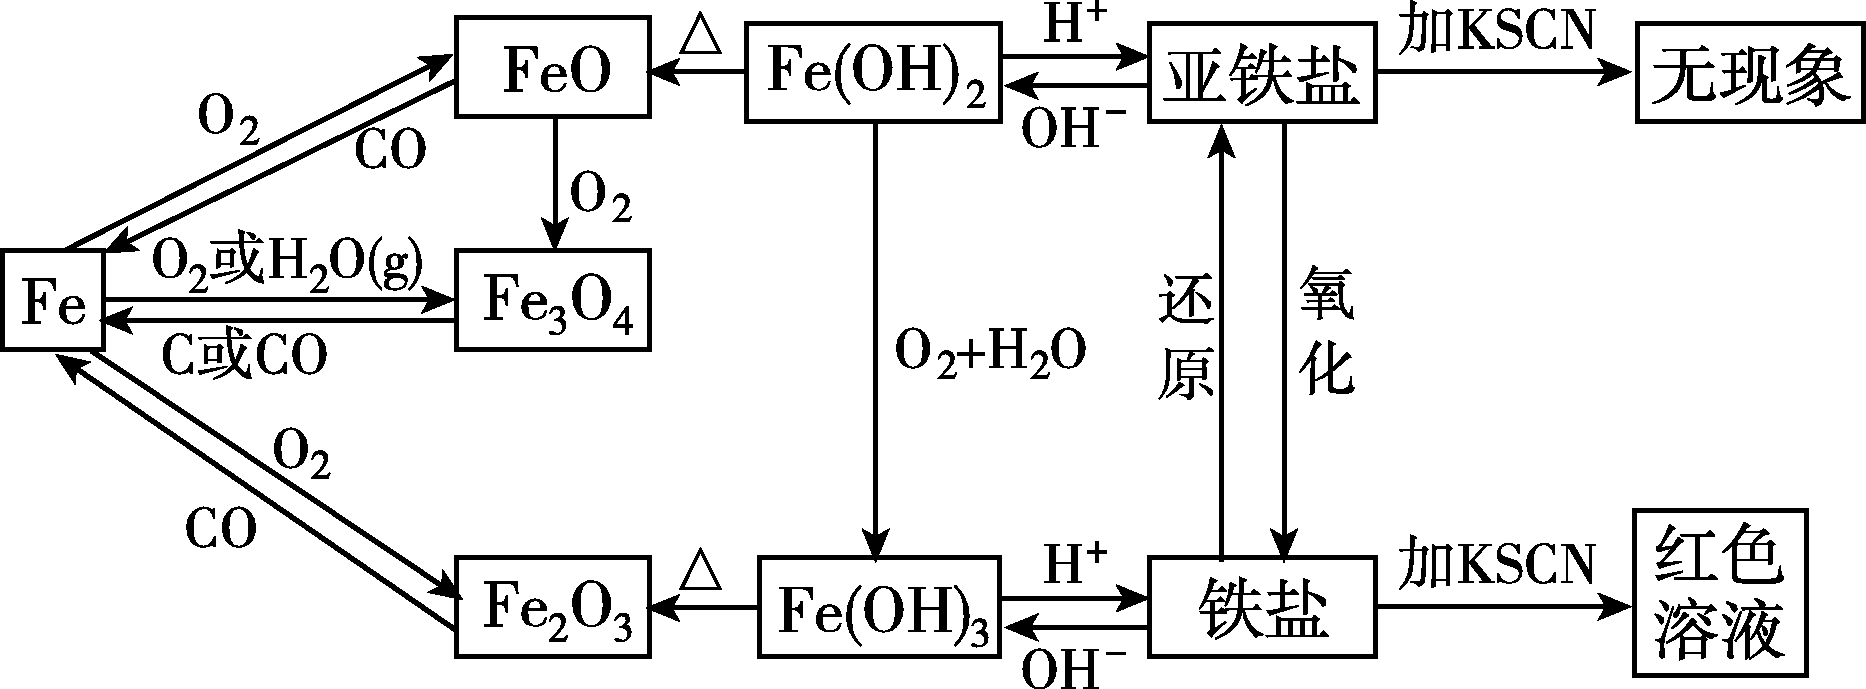 FeO
△
Fe(OH)₂
H⁺
OH⁻
亚铁盐
加KSCN
无现象
O₂
CO
O₂
Fe
O₂或H₂O(g)
C或CO
Fe₃O₄
O₂+H₂O
还原
氧化
O₂
CO
Fe₂O₃
△
Fe(OH)₃
H⁺
OH⁻
铁盐
加KSCN
红色
溶液